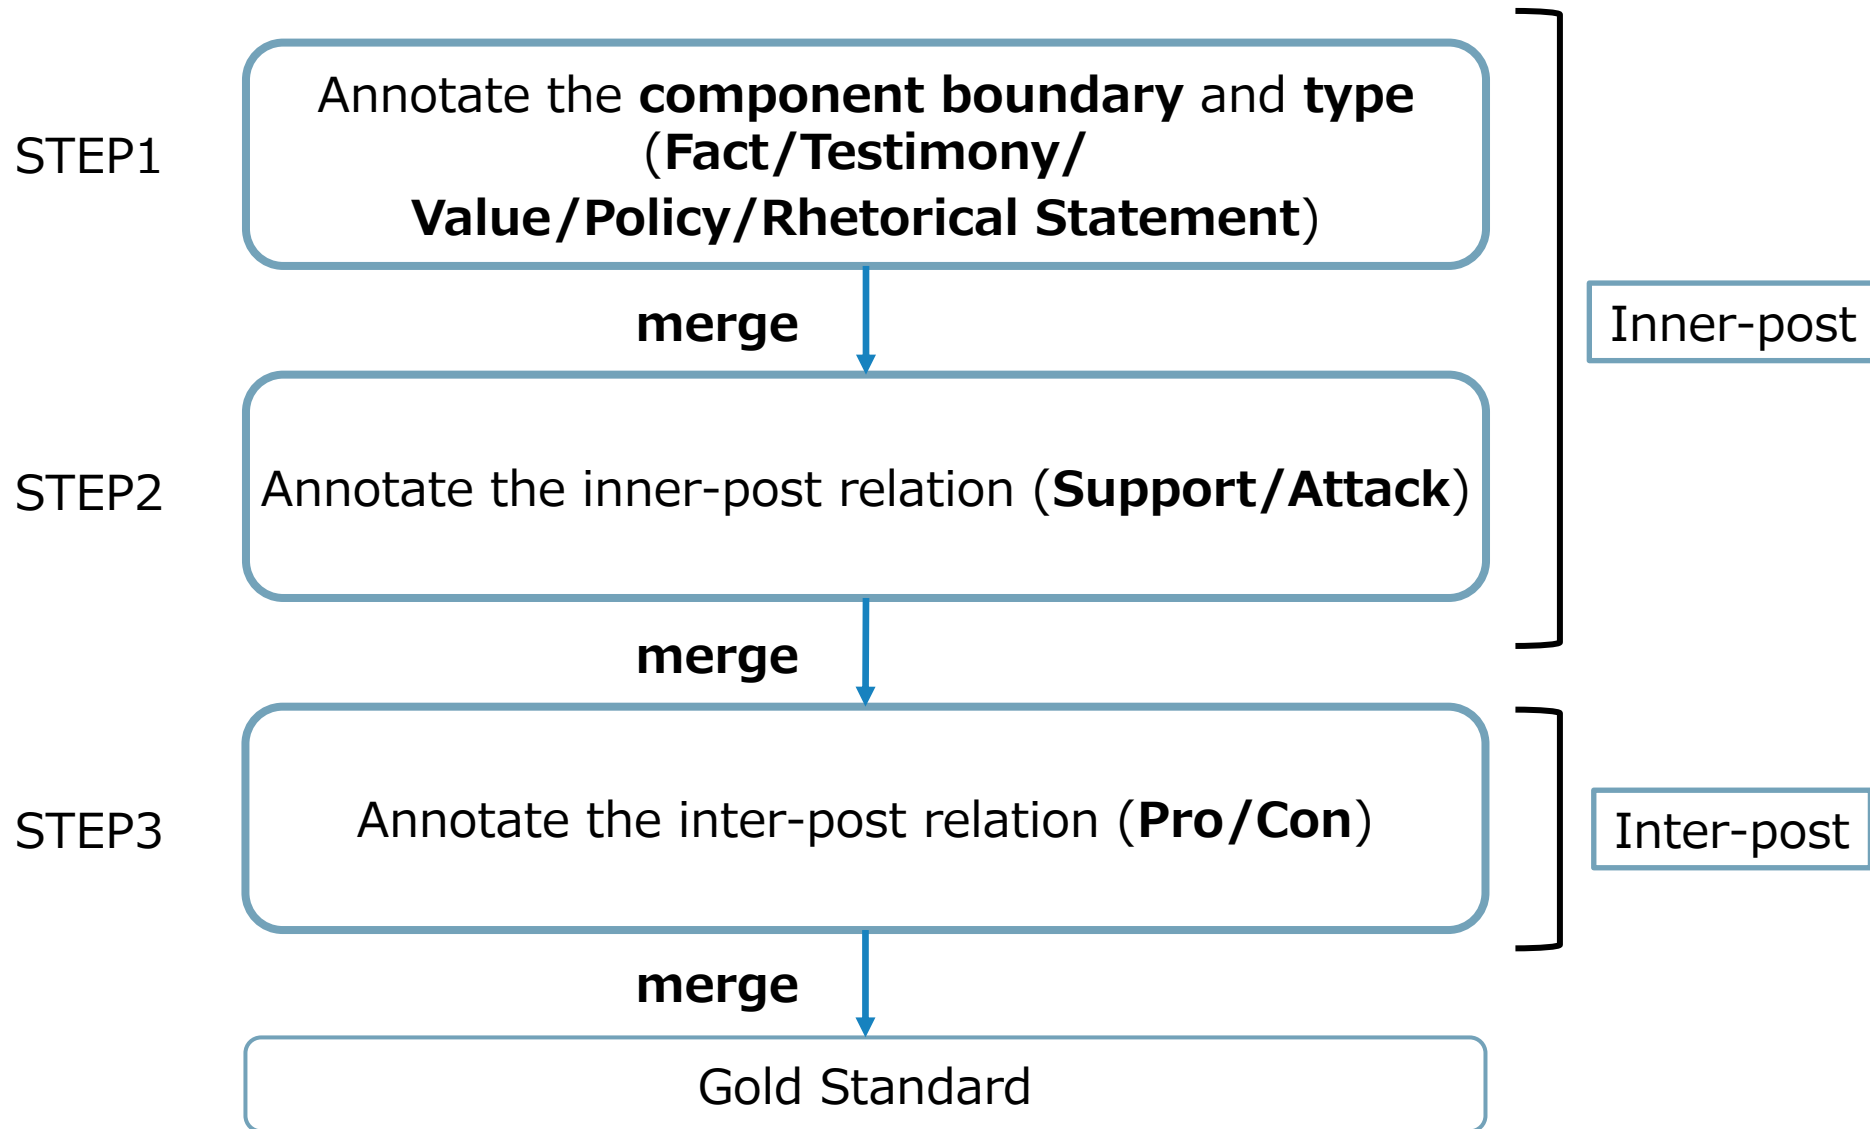 STEP1
Annotate the component boundary and type
(Fact/Testimony/
Value/Policy/Rhetorical Statement)
merge
Inner-post
STEP2
Annotate the inner-post relation (Support/Attack)
merge
STEP3
Annotate the inter-post relation (Pro/Con)
Inter-post
merge
Gold Standard